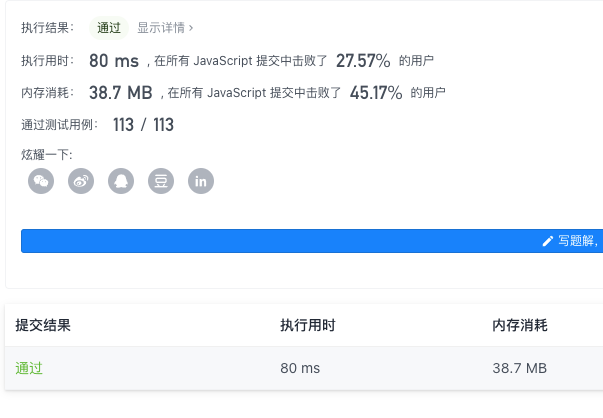 执行结果： 通过 显示详情 ›
执行用时： 80 ms , 在所有 JavaScript 提交中击败了 27.57% 的用户
内存消耗： 38.7 MB , 在所有 JavaScript 提交中击败了 45.17% 的用户
通过测试用例： 113 / 113
炫耀一下:
豆 in
写题解,
提交结果 执行用时 内存消耗
通过 80 ms 38.7 MB